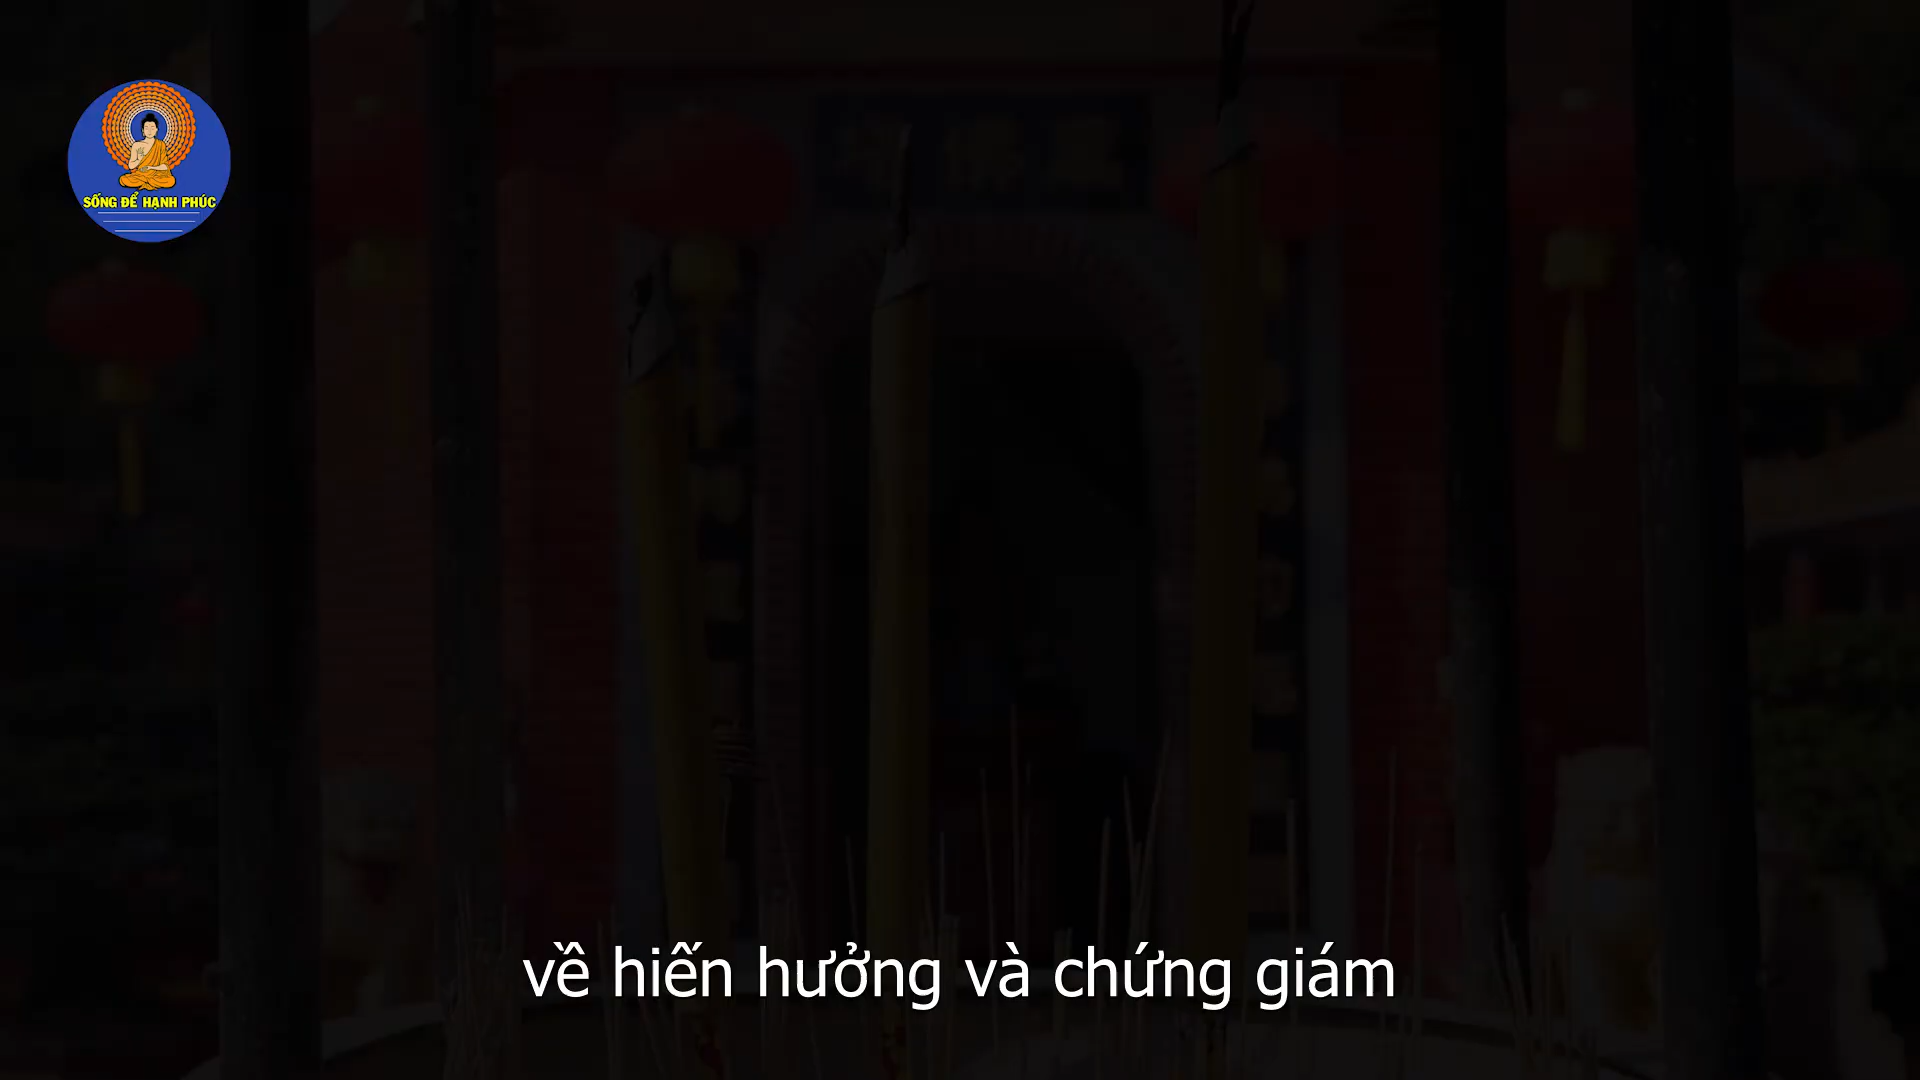 SỐNG ĐỂ HẠNH PHÚC
về hiến hưởng và chứng giám